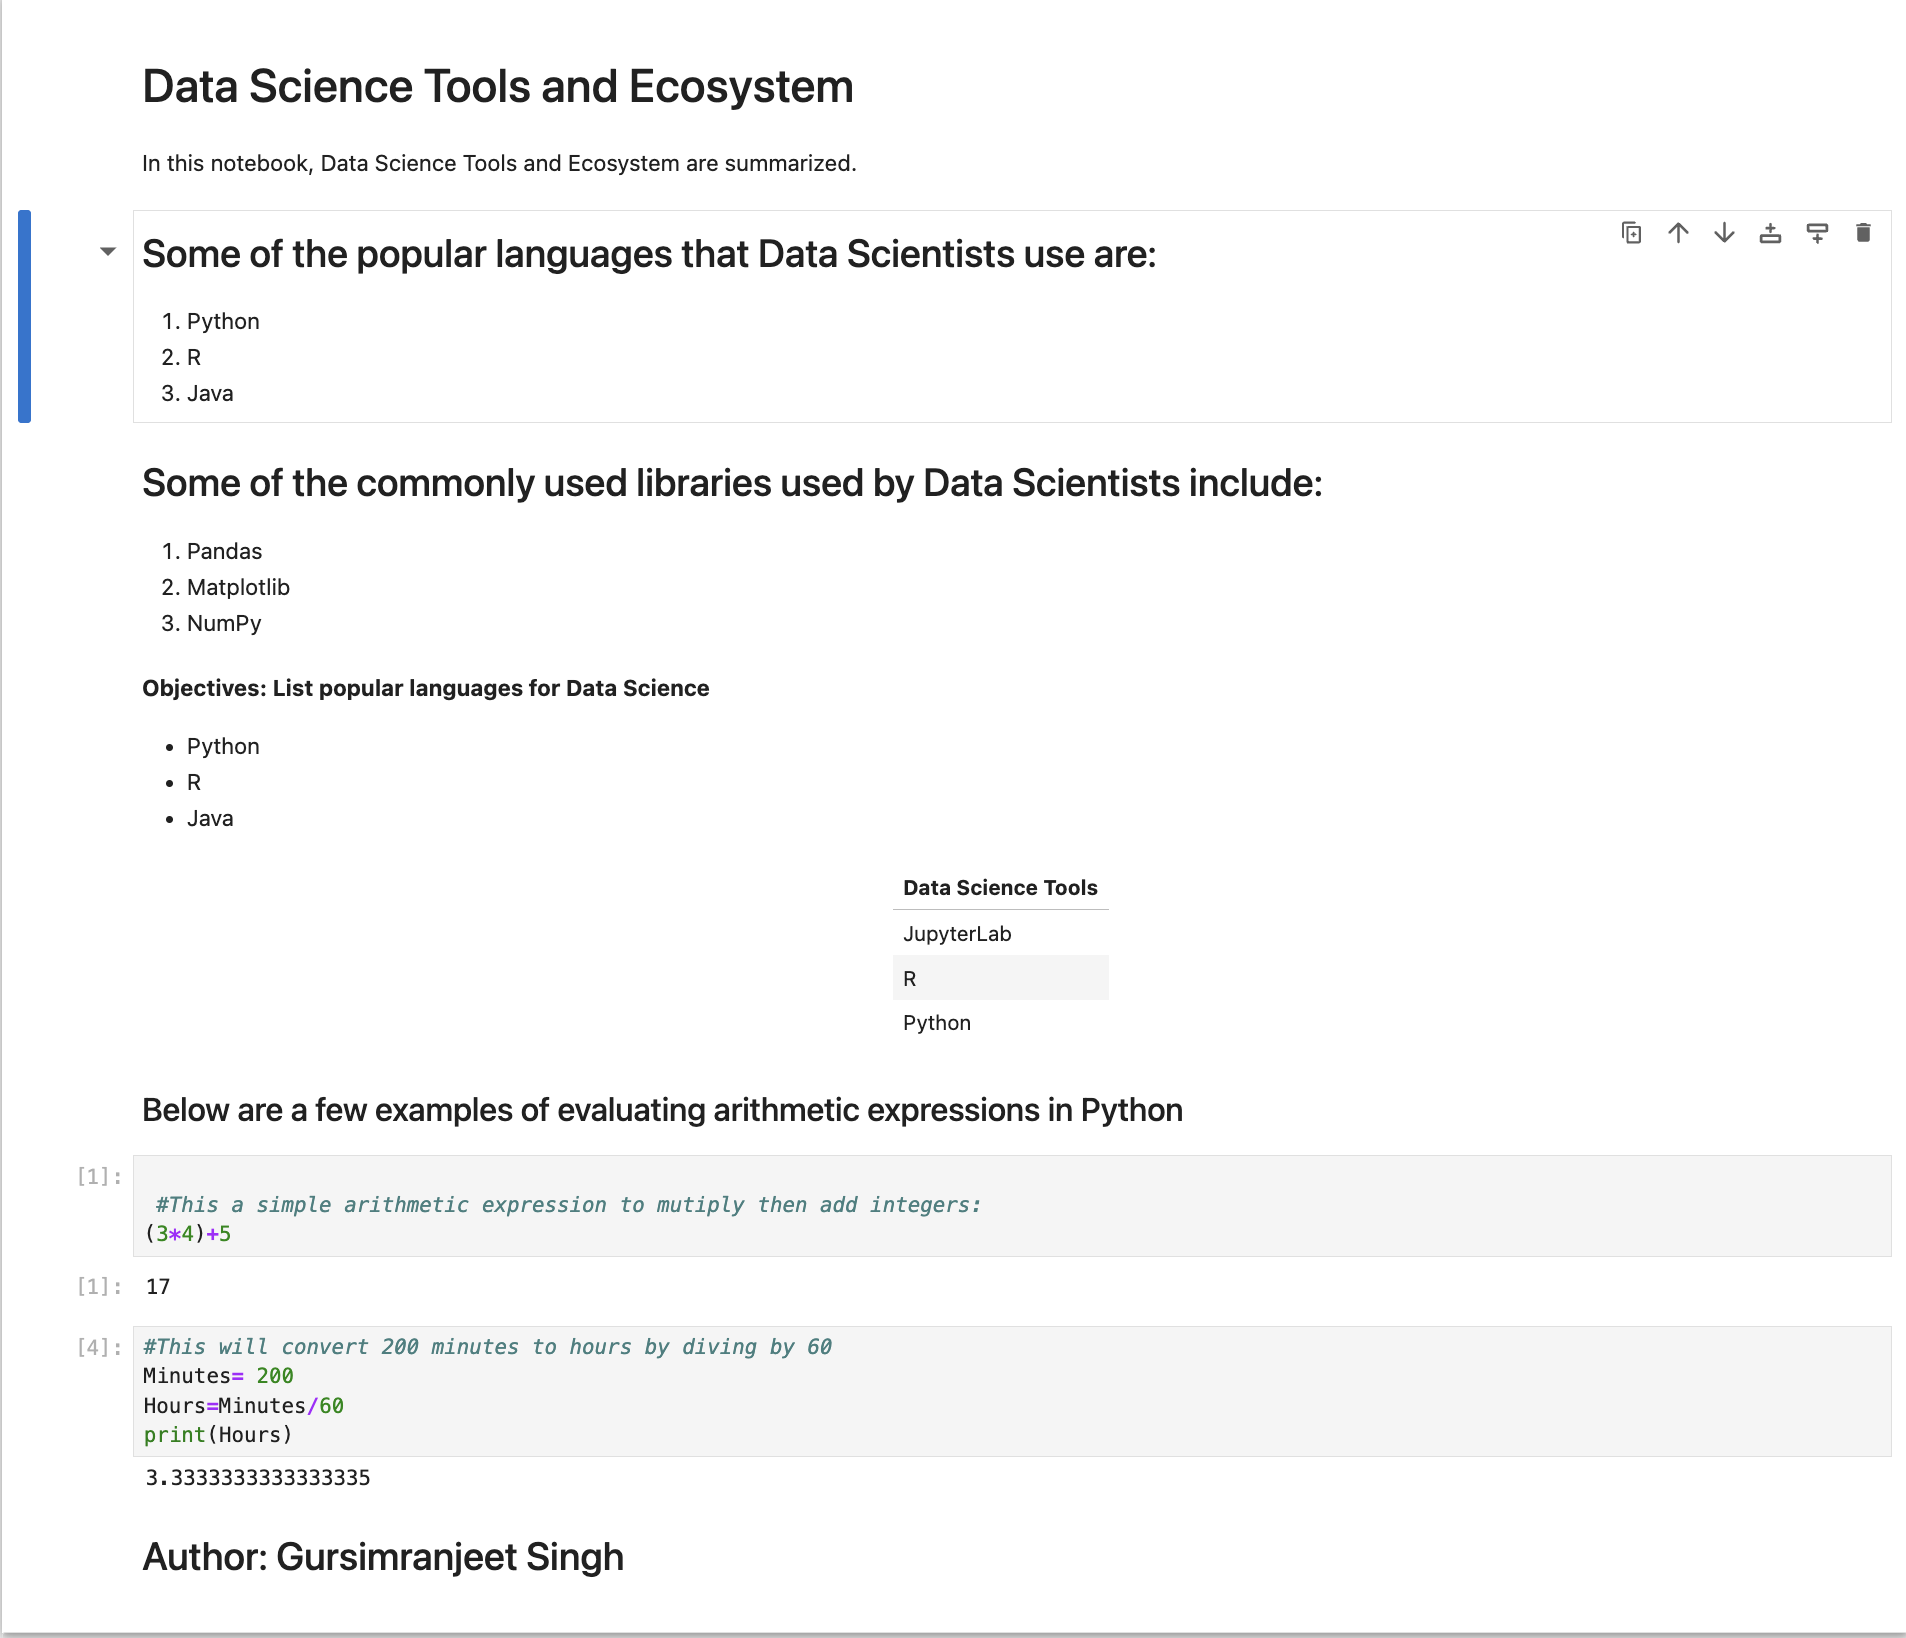 Data Science Tools and Ecosystem
In this notebook, Data Science Tools and Ecosystem are summarized.
Some of the popular languages that Data Scientists use are:
1. Python
2. R
3. Java
Some of the commonly used libraries used by Data Scientists include:
1. Pandas
2. Matplotlib
3. NumPy
Objectives: List popular languages for Data Science
• Python
• R
• Java
Data Science Tools
JupyterLab
R
Python
Below are a few examples of evaluating arithmetic expressions in Python
[1]:
#This a simple arithmetic expression to mutiply then add integers:
(3*4)+5
[1]: 17
[4]: #This will convert 200 minutes to hours by diving by 60
Minutes= 200
Hours=Minutes/60
print(Hours)
3.3333333333333335
Author: Gursimranjeet Singh